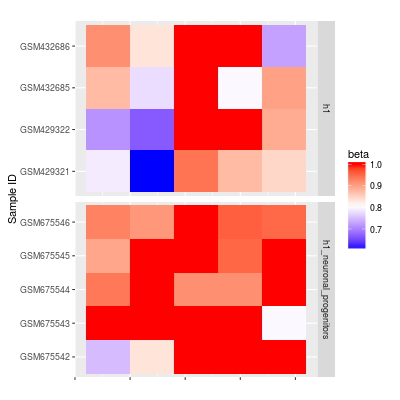 GSM432686
GSM432685
GSM429322
GSM429321
h1
GSM675546
GSM675545
GSM675544
GSM675543
GSM675542
h1_neuronal_progenitors
Sample ID
beta
1.0
0.9
0.8
0.7